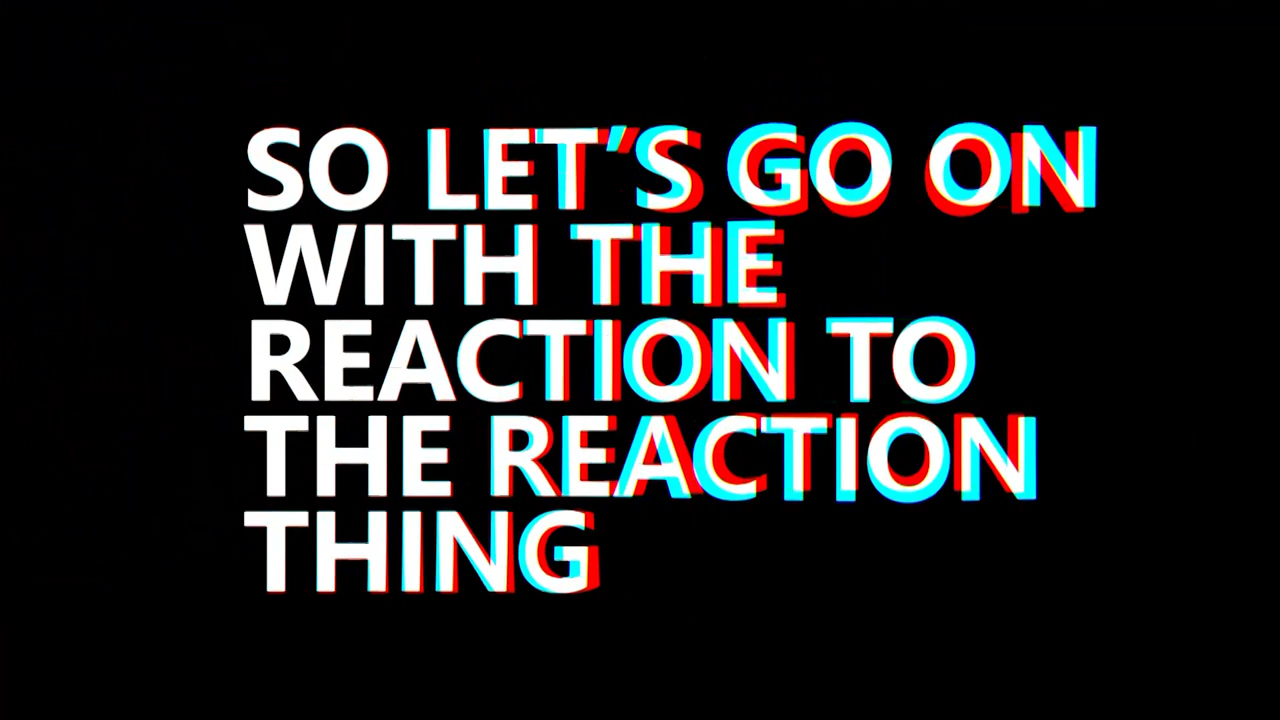 SO LET’S GO ON
WITH THE
REACTION TO
THE REACTION
THING